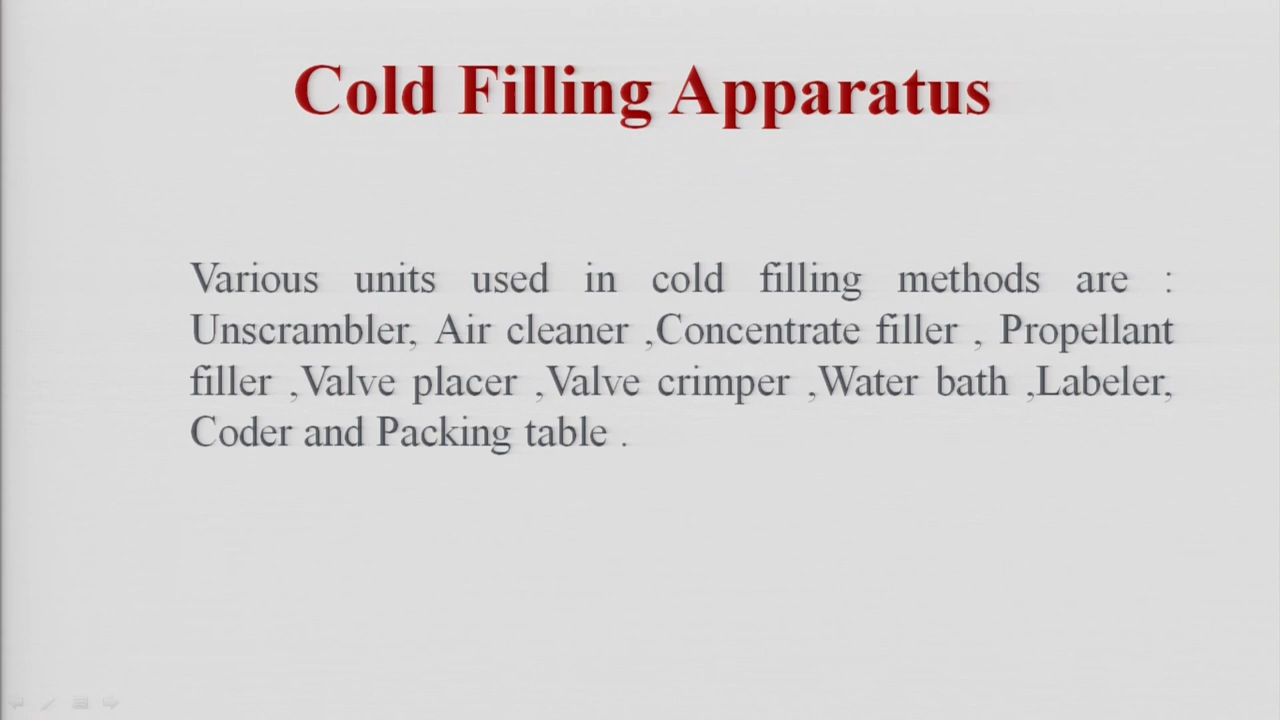 Cold Filling Apparatus
Various units used in cold filling methods are :
Unscrambler, Air cleaner ,Concentrate filler , Propellant
filler ,Valve placer ,Valve crimper ,Water bath ,Labeler,
Coder and Packing table .